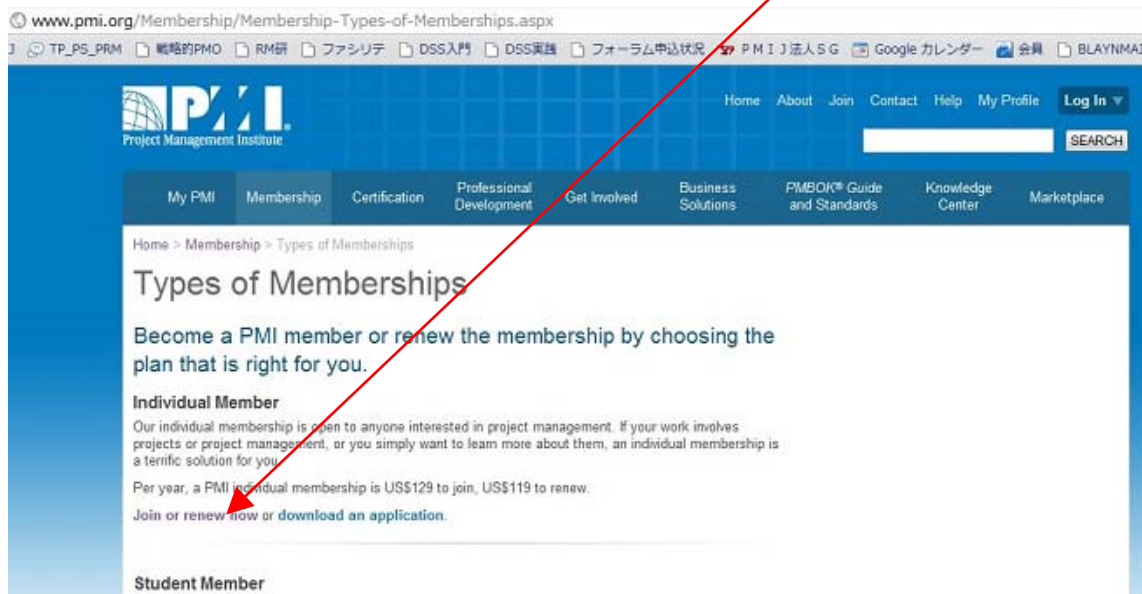 www.pmi.org/Membership/Membership-Types-of-Memberships.aspx
TP_PS_PRM 戦略的PMO RM研 ファシリテ DSS入門 DSS実践 フォーラム申込状況 PMIJ法人SG Google カレンダー 会員 BLAYNMAI
PMI
Project Management Institute
Home About Join Contact Help My Profile Log In
SEARCH
My PMI Membership Certification Professional Development Get Involved Business Solutions PMBOK® Guide and Standards Knowledge Center Marketplace
Home > Membership > Types of Memberships
Types of Memberships
Become a PMI member or renew the membership by choosing the
plan that is right for you.
Individual Member
Our individual membership is open to anyone interested in project management. If your work involves
projects or project management, or you simply want to learn more about them, an individual membership is
a terrific solution for you.
Per year, a PMI individual membership is US$129 to join, US$119 to renew.
Join or renew now or download an application.
Student Member